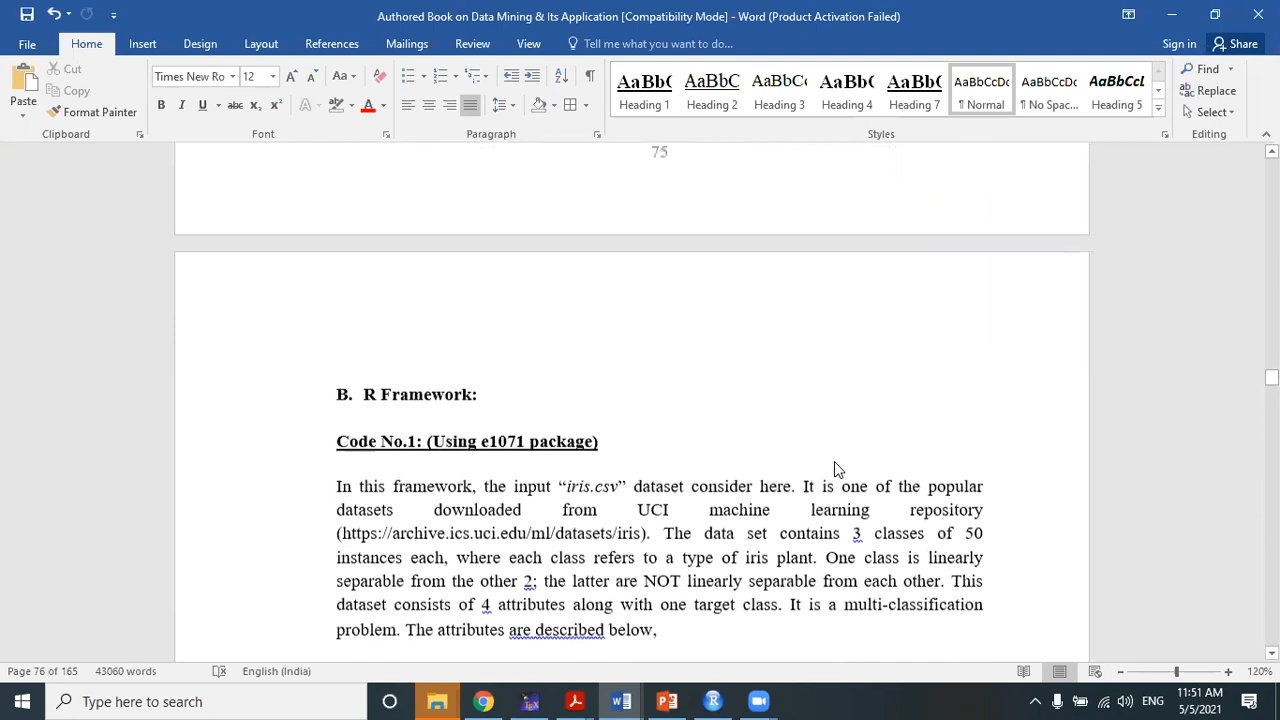 Authored Book on Data Mining & Its Application [Compatibility Mode] - Word (Product Activation Failed)
File Home Insert Design Layout References Mailings Review View Tell me what you want to do... Sign in Share
Paste
Cut
Copy
Format Painter
Clipboard
Times New Ro 12
Font
Paragraph
AaBbC AaBbC AaBbCc AaBbC AaBbC AaBbCcDc AaBbCcDc AaBbCcL
Heading 1 Heading 2 Heading 3 Heading 4 Heading 7 ¶ Normal ¶ No Spac... Heading 5
Styles
Find
Replace
Select
Editing
75
B. R Framework:
Code No.1: (Using e1071 package)
In this framework, the input “iris.csv” dataset consider here. It is one of the popular
datasets downloaded from UCI machine learning repository
(https://archive.ics.uci.edu/ml/datasets/iris). The data set contains 3 classes of 50
instances each, where each class refers to a type of iris plant. One class is linearly
separable from the other 2; the latter are NOT linearly separable from each other. This
dataset consists of 4 attributes along with one target class. It is a multi-classification
problem. The attributes are described below,
Page 76 of 165 43060 words English (India) 120%
Type here to search
ENG
11:51 AM
5/5/2021